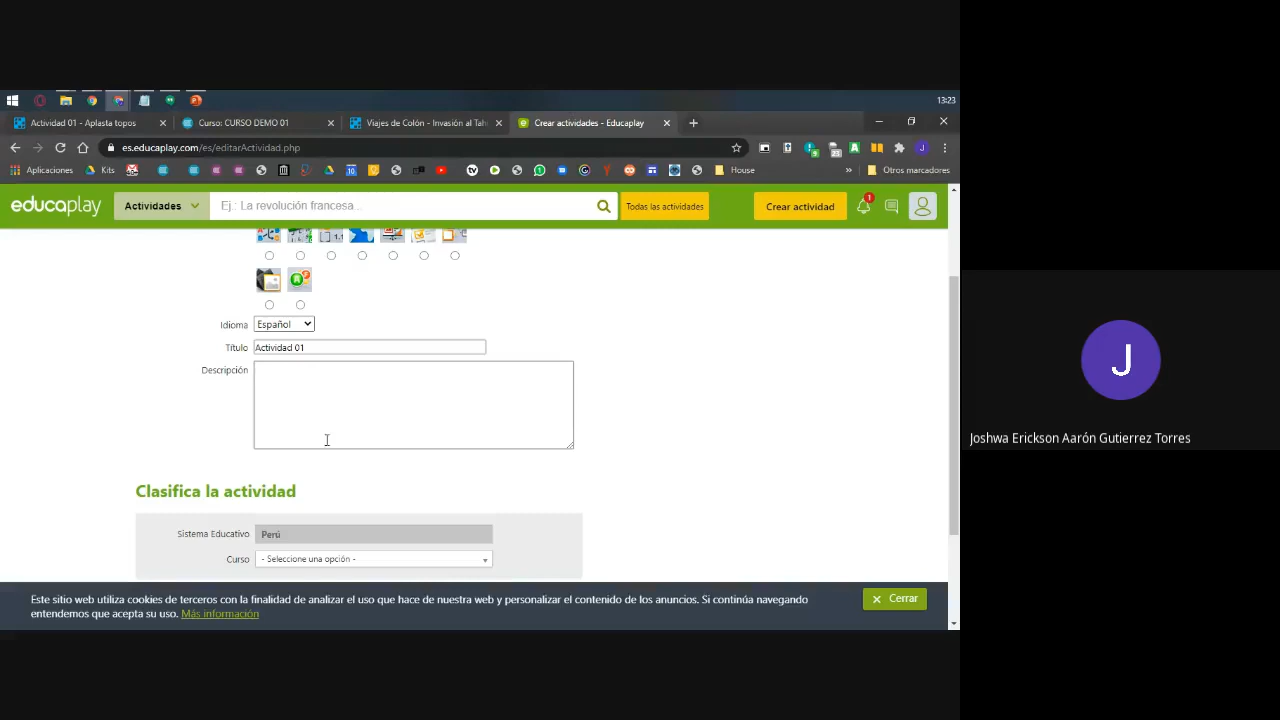 13:23
Actividad 01 - Aplasta topos
Curso: CURSO DEMO 01
Viajes de Colón - Invasión al Tah
Crear actividades - Educaplay
es.educaplay.com/es/editarActividad.php
Aplicaciones
Kits
House
»
Otros marcadores
educaplay
Actividades
Ej.: La revolución francesa...
Todas las actividades
Crear actividad
1
Idioma
Español
Título
Actividad 01
Descripción
Clasifica la actividad
Sistema Educativo
Perú
Curso
- Seleccione una opción -
Este sitio web utiliza cookies de terceros con la finalidad de analizar el uso que hace de nuestra web y personalizar el contenido de los anuncios. Si continúa navegando
entendemos que acepta su uso. Más información
Cerrar
J
Joshwa Erickson Aarón Gutierrez Torres